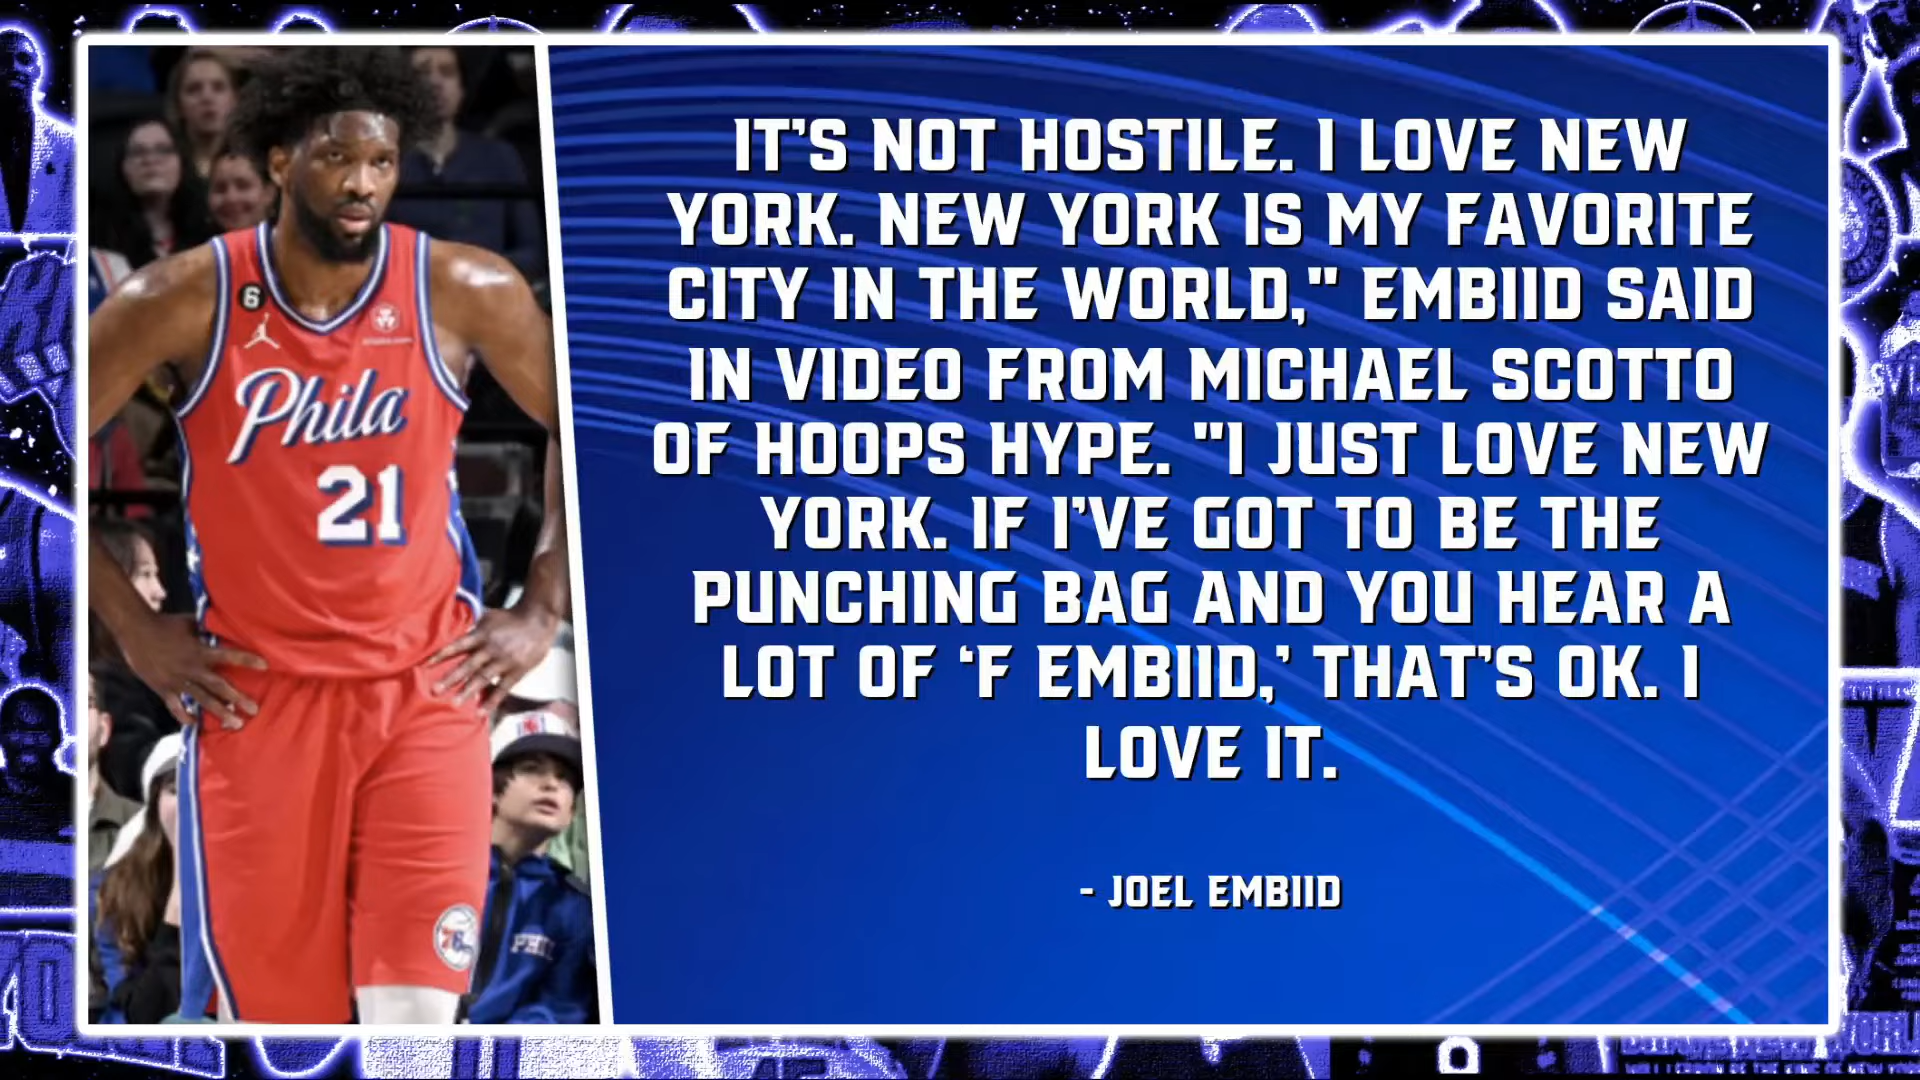 IT’S NOT HOSTILE. I LOVE NEW
YORK. NEW YORK IS MY FAVORITE
CITY IN THE WORLD," EMBIID SAID
IN VIDEO FROM MICHAEL SCOTTO
OF HOOPS HYPE. "I JUST LOVE NEW
YORK. IF I’VE GOT TO BE THE
PUNCHING BAG AND YOU HEAR A
LOT OF ‘F EMBIID,’ THAT’S OK. I
LOVE IT.
- JOEL EMBIID
6
Phila
21
76